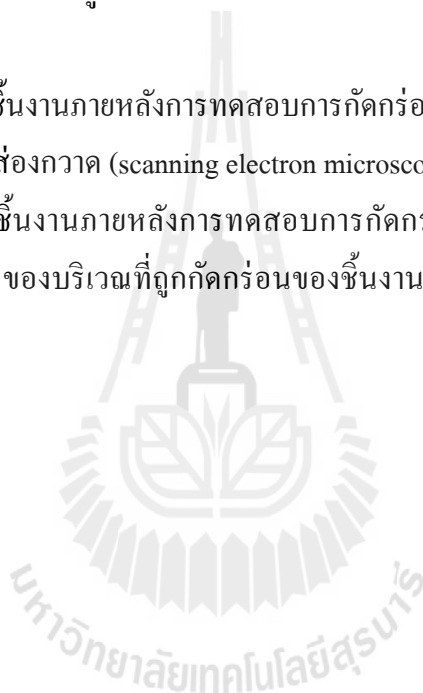 ชิ้นงานภายหลังการทดสอบการกัดกร่อ
ส่องกวาด (scanning electron microsco
ชิ้นงานภายหลังการทดสอบการกัดกร
ของบริเวณที่ถูกกัดกร่อนของชิ้นงาน
มหาวิทยาลัยเทคโนโลยีสุรนารี